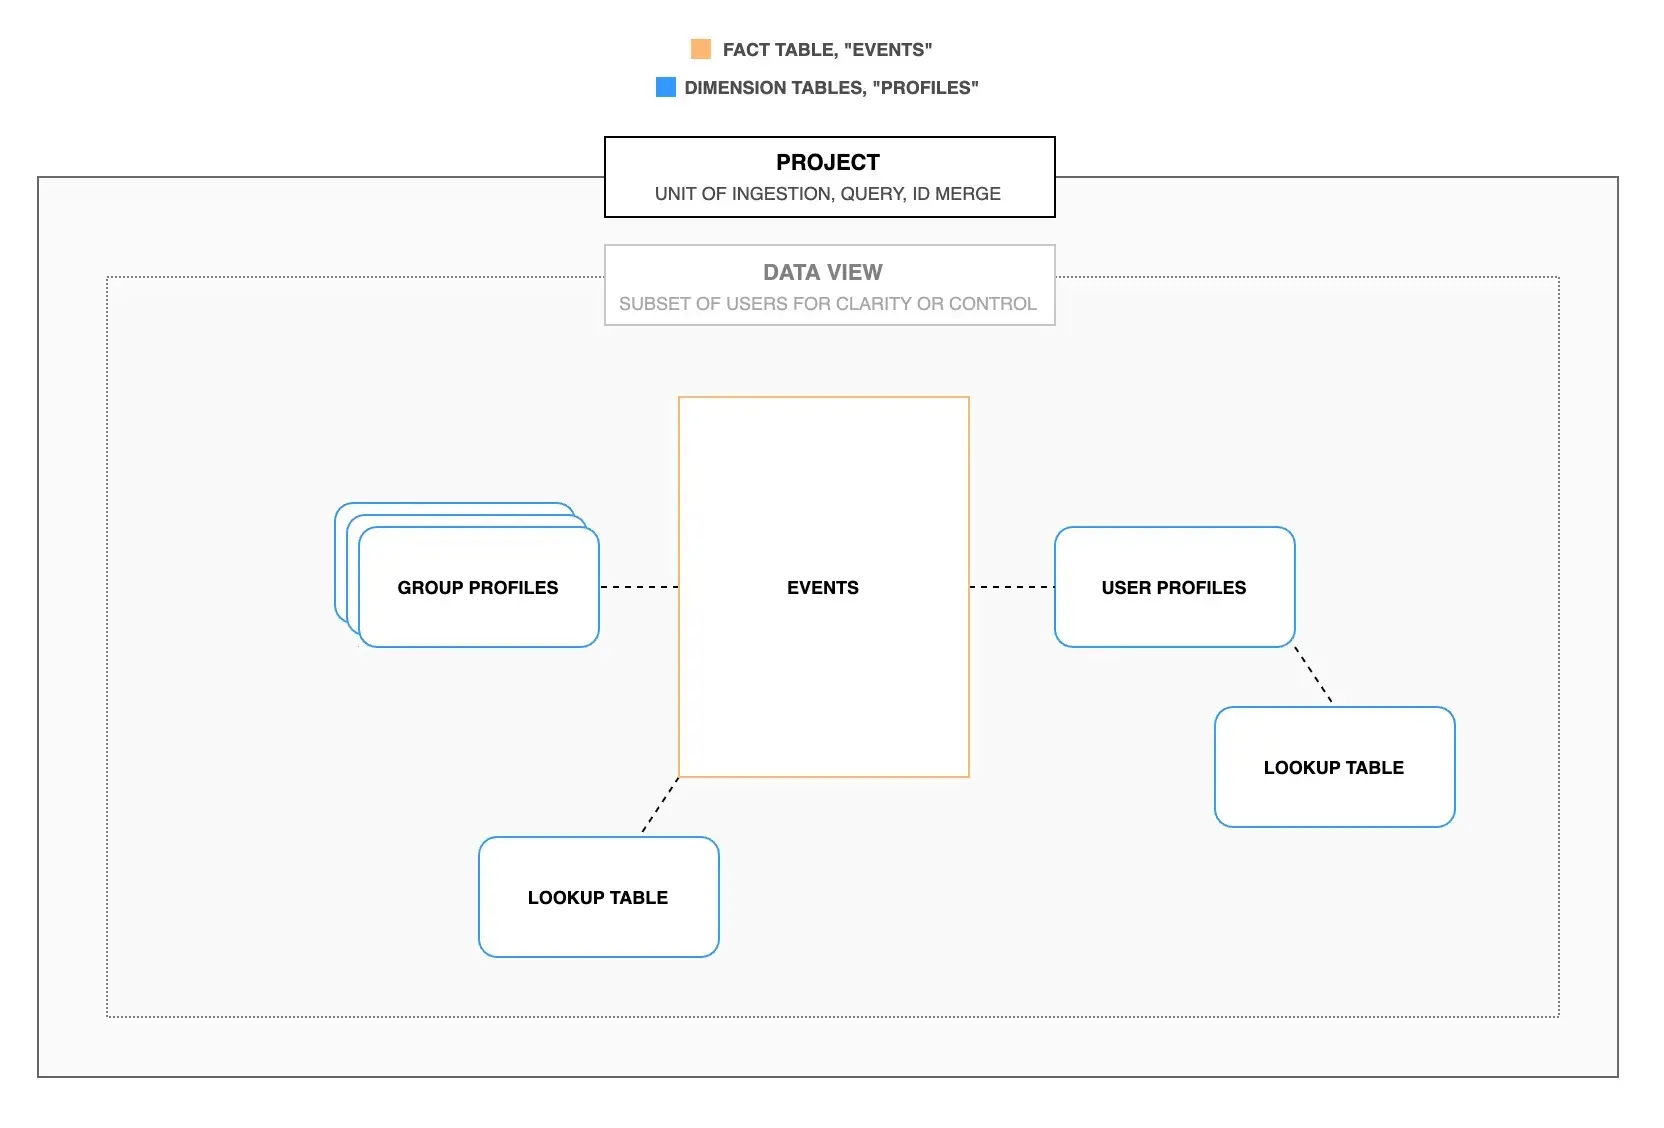 FACT TABLE, "EVENTS"
DIMENSION TABLES, "PROFILES"
PROJECT
UNIT OF INGESTION, QUERY, ID MERGE
DATA VIEW
SUBSET OF USERS FOR CLARITY OR CONTROL
GROUP PROFILES
EVENTS
USER PROFILES
LOOKUP TABLE
LOOKUP TABLE